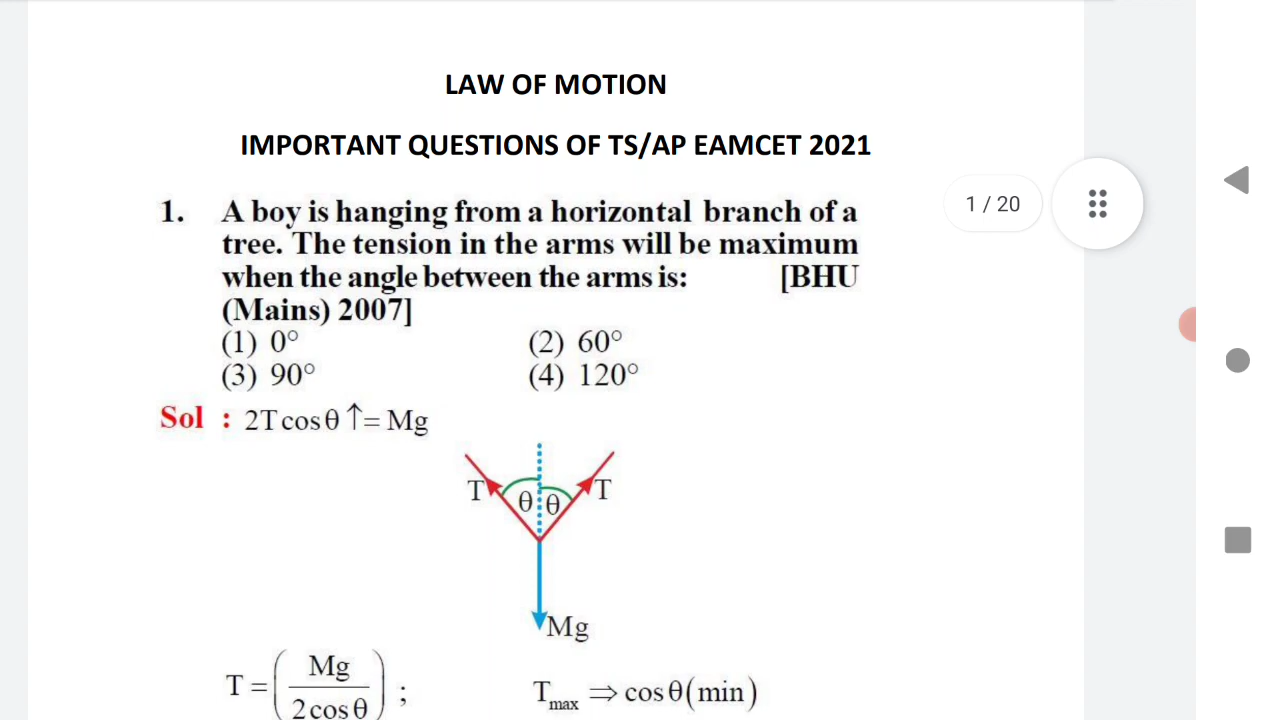 LAW OF MOTION
IMPORTANT QUESTIONS OF TS/AP EAMCET 2021
1 / 20
1. A boy is hanging from a horizontal branch of a
tree. The tension in the arms will be maximum
when the angle between the arms is: [BHU
(Mains) 2007]
(1) 0° (2) 60°
(3) 90° (4) 120°
Sol : 2T cos θ ↑= Mg
T θ θ T
Mg
T = (Mg / 2 cos θ) ; Tmax ⇒ cos θ(min)